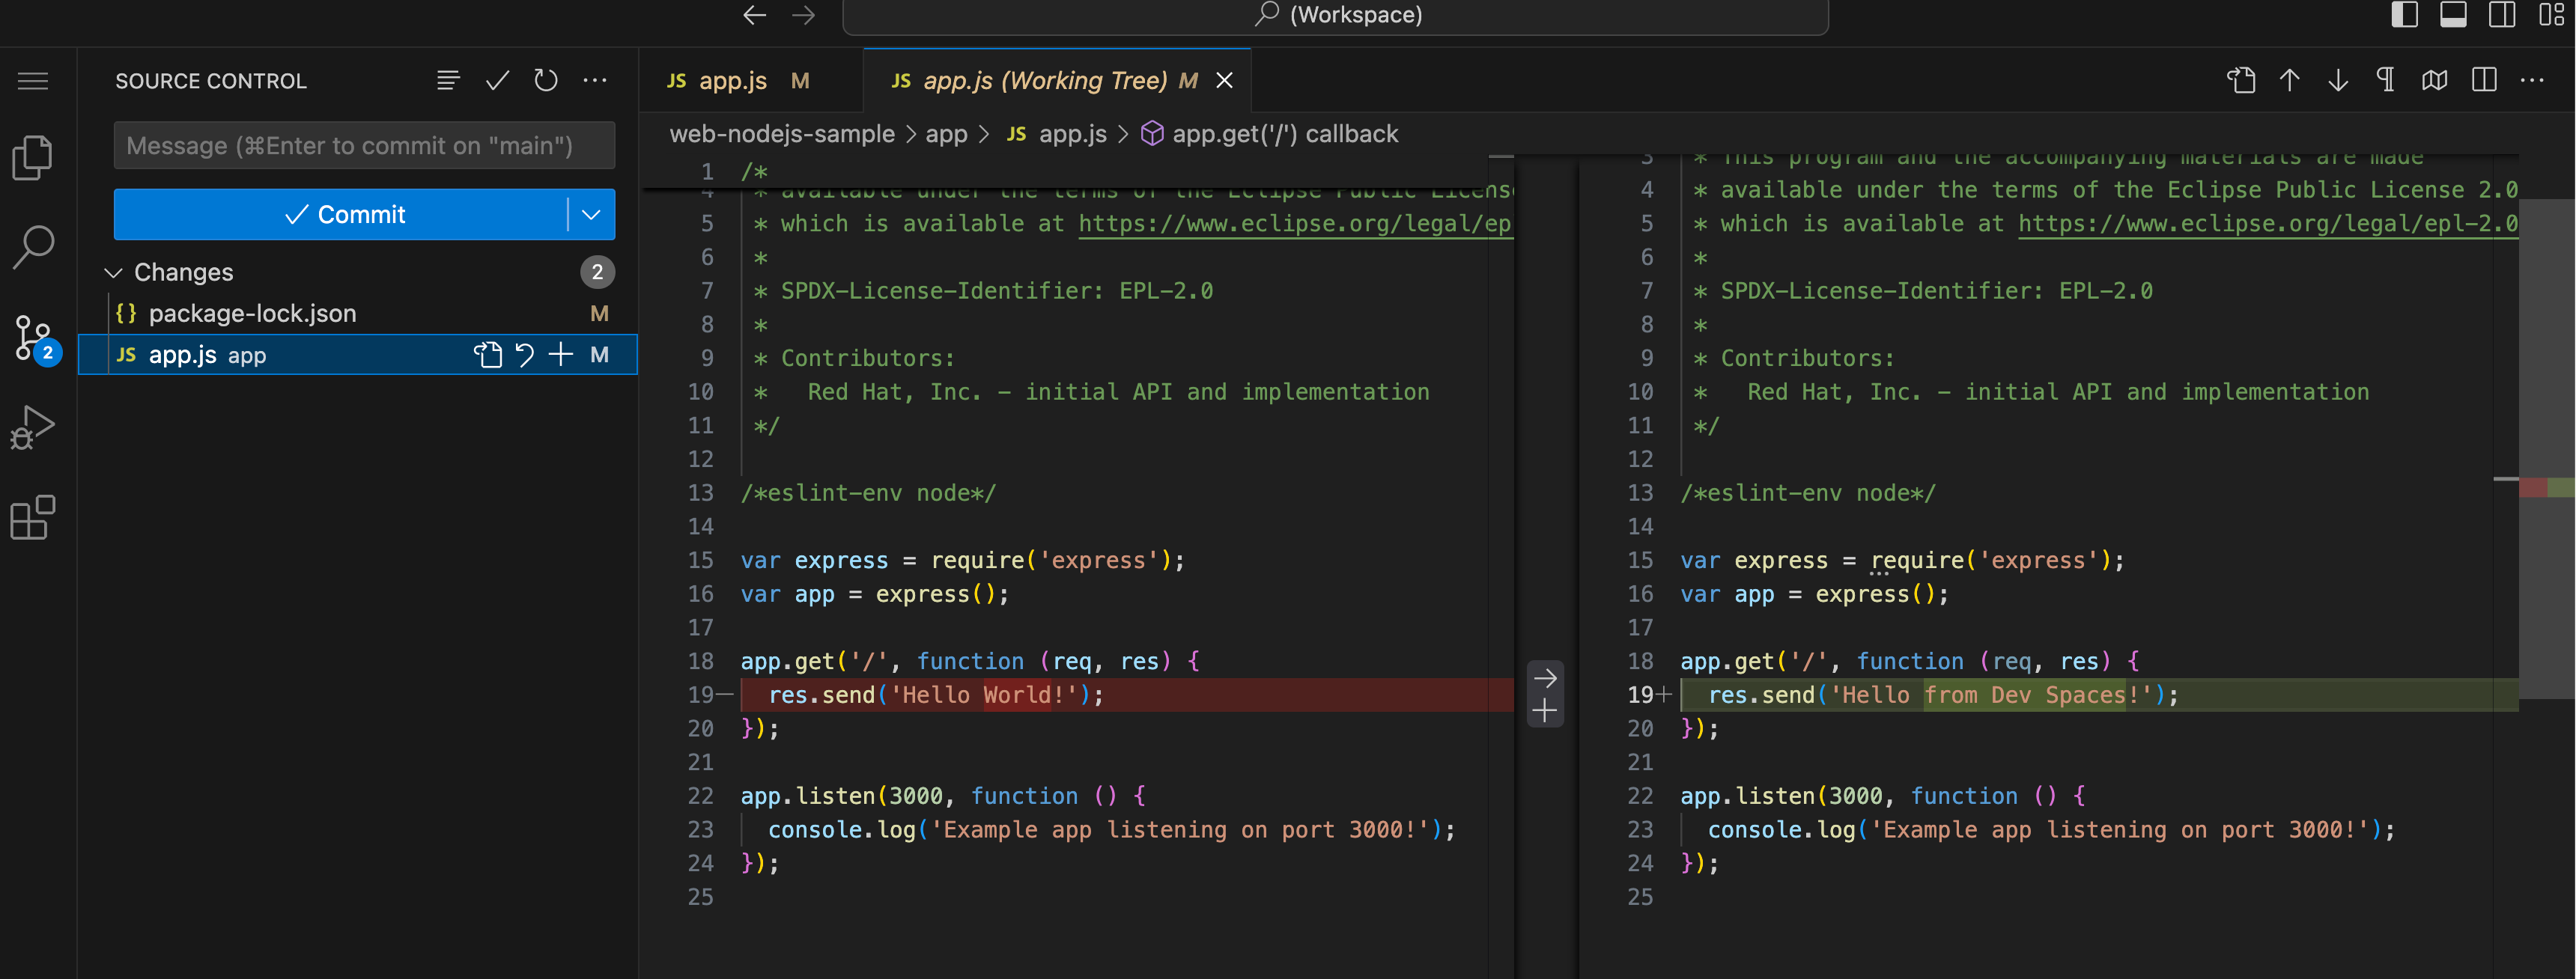 (Workspace)
SOURCE CONTROL
Message (⌘Enter to commit on "main")
Commit
Changes 2
{} package-lock.json M
JS app.js app M
2
JS app.js M
JS app.js (Working Tree) M
web-nodejs-sample > app > JS app.js > app.get('/') callback
1 /*
4 * available under the terms of the Eclipse Public Licens
5 * which is available at https://www.eclipse.org/legal/ep
6 *
7 * SPDX-License-Identifier: EPL-2.0
8 *
9 * Contributors:
10 *   Red Hat, Inc. - initial API and implementation
11 */
12
13 /*eslint-env node*/
14
15 var express = require('express');
16 var app = express();
17
18 app.get('/', function (req, res) {
19— res.send('Hello World!');
20 });
21
22 app.listen(3000, function () {
23 console.log('Example app listening on port 3000!');
24 });
25
3 * This program and the accompanying materials are made
4 * available under the terms of the Eclipse Public License 2.0
5 * which is available at https://www.eclipse.org/legal/epl-2.0
6 *
7 * SPDX-License-Identifier: EPL-2.0
8 *
9 * Contributors:
10 *   Red Hat, Inc. - initial API and implementation
11 */
12
13 /*eslint-env node*/
14
15 var express = require('express');
16 var app = express();
17
18 app.get('/', function (req, res) {
19+ res.send('Hello from Dev Spaces!');
20 });
21
22 app.listen(3000, function () {
23 console.log('Example app listening on port 3000!');
24 });
25